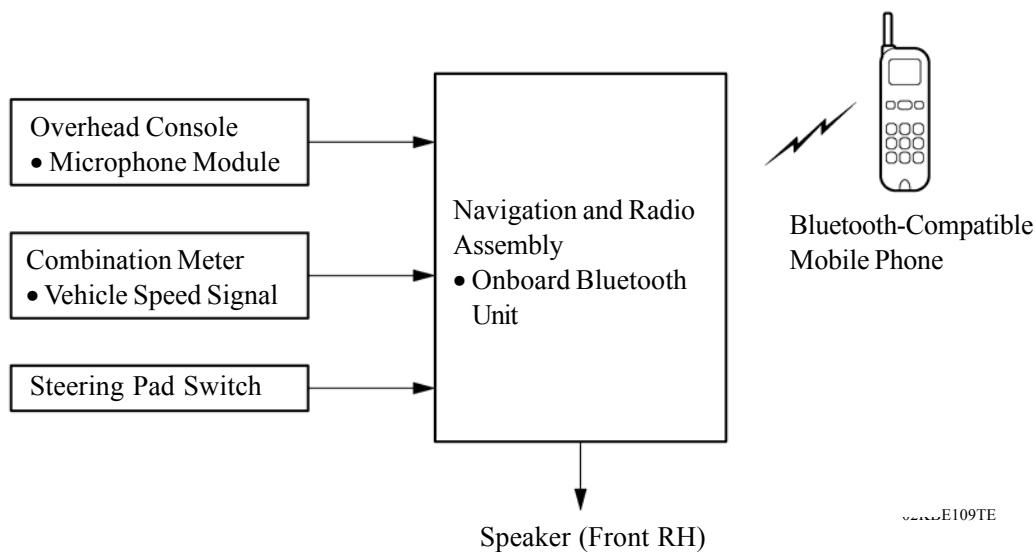 Overhead Console
• Microphone Module
Combination Meter
• Vehicle Speed Signal
Steering Pad Switch
Navigation and Radio
Assembly
• Onboard Bluetooth
Unit
Bluetooth-Compatible
Mobile Phone
Speaker (Front RH)